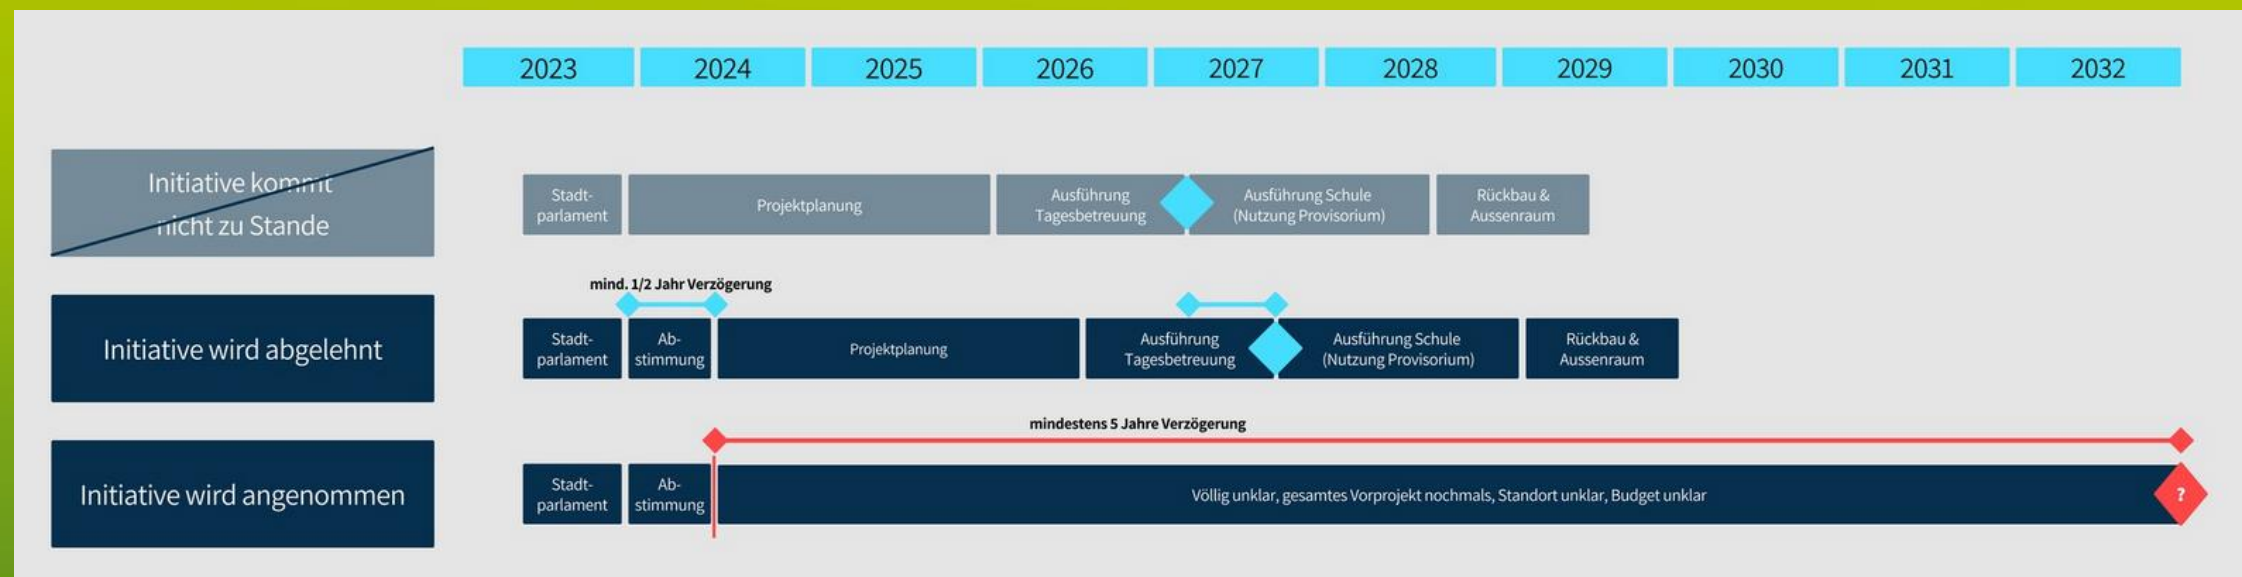 2023 2024 2025 2026 2027 2028 2029 2030 2031 2032
Initiative kommt
nicht zu Stande
Stadt-
parlament
Projektplanung
Ausführung
Tagesbetreuung
Ausführung Schule
(Nutzung Provisorium)
Rückbau &
Aussenraum
mind. 1/2 Jahr Verzögerung
Initiative wird abgelehnt
Stadt-
parlament
Ab-
stimmung
Projektplanung
Ausführung
Tagesbetreuung
Ausführung Schule
(Nutzung Provisorium)
Rückbau &
Aussenraum
mindestens 5 Jahre Verzögerung
Initiative wird angenommen
Stadt-
parlament
Ab-
stimmung
Völlig unklar, gesamtes Vorprojekt nochmals, Standort unklar, Budget unklar
?